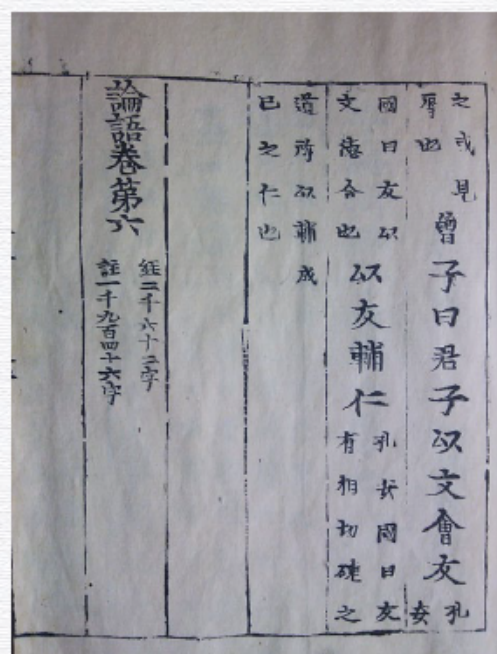 之或見
辱也
曾子曰君子以文會友
孔
安
國曰友以
文德合也
以友輔仁
孔安國曰友
有相切磋之
道所以輔成
已之仁也
論語卷第六
經二千六十二字
註一千九百四十六字